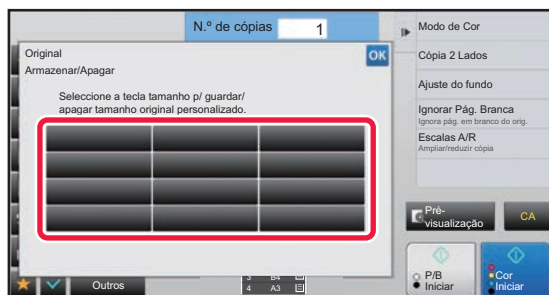 N.º de cópias 1
Original
OK
Armazenar/Apagar
Seleccione a tecla tamanho p/ guardar/
apagar tamanho original personalizado.
Modo de Cor
Cópia 2 Lados
Ajuste do fundo
Ignorar Pág. Branca
Ignora pág. em branco do orig.
Escalas A/R
Ampliar/reduzir cópia
Pré-
visualização
CA
P/B
Iniciar
Cor
Iniciar
Outros
3 B4
4 A3